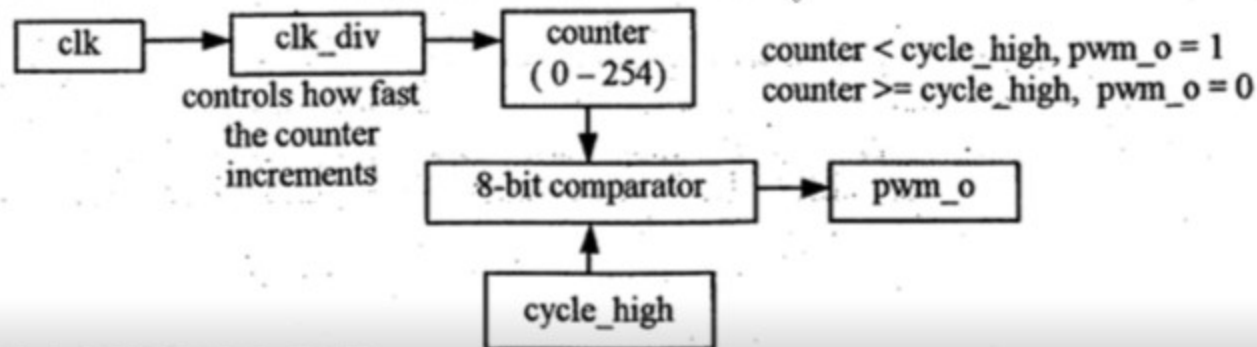 clk
clk_div
counter
( 0 – 254)
controls how fast
the counter
increments
counter < cycle_high, pwm_o = 1
counter >= cycle_high, pwm_o = 0
8-bit comparator
pwm_o
cycle_high